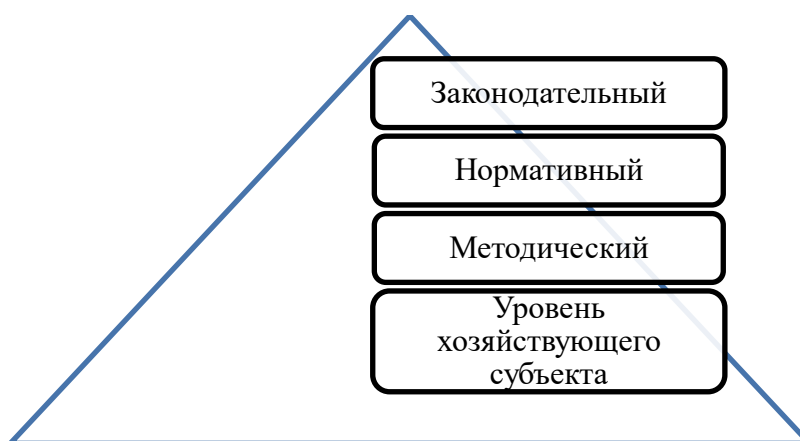 Законодательный
Нормативный
Методический
Уровень
хозяйствующего
субъекта